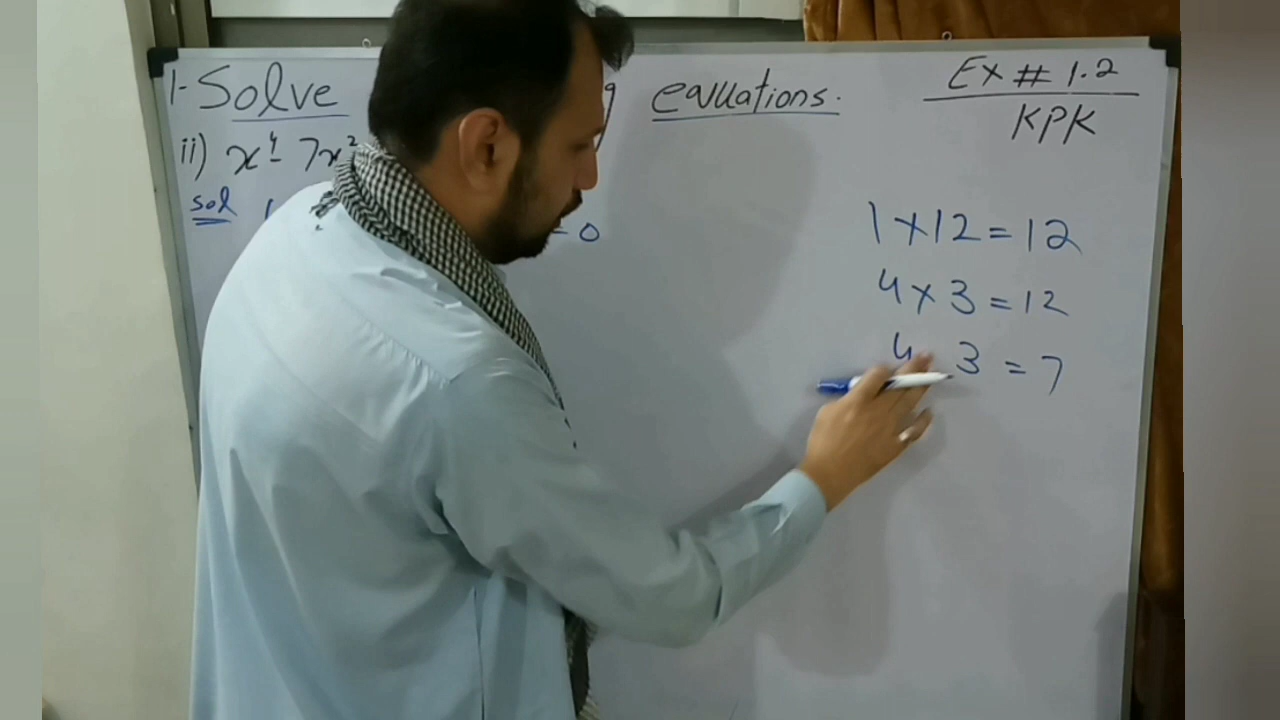 1- Solve eqµations.
Ex # 1.2
KPK
ii) x⁴ - 7x²
sol = 0
1 × 12 = 12
4 × 3 = 12
4 3 = 7